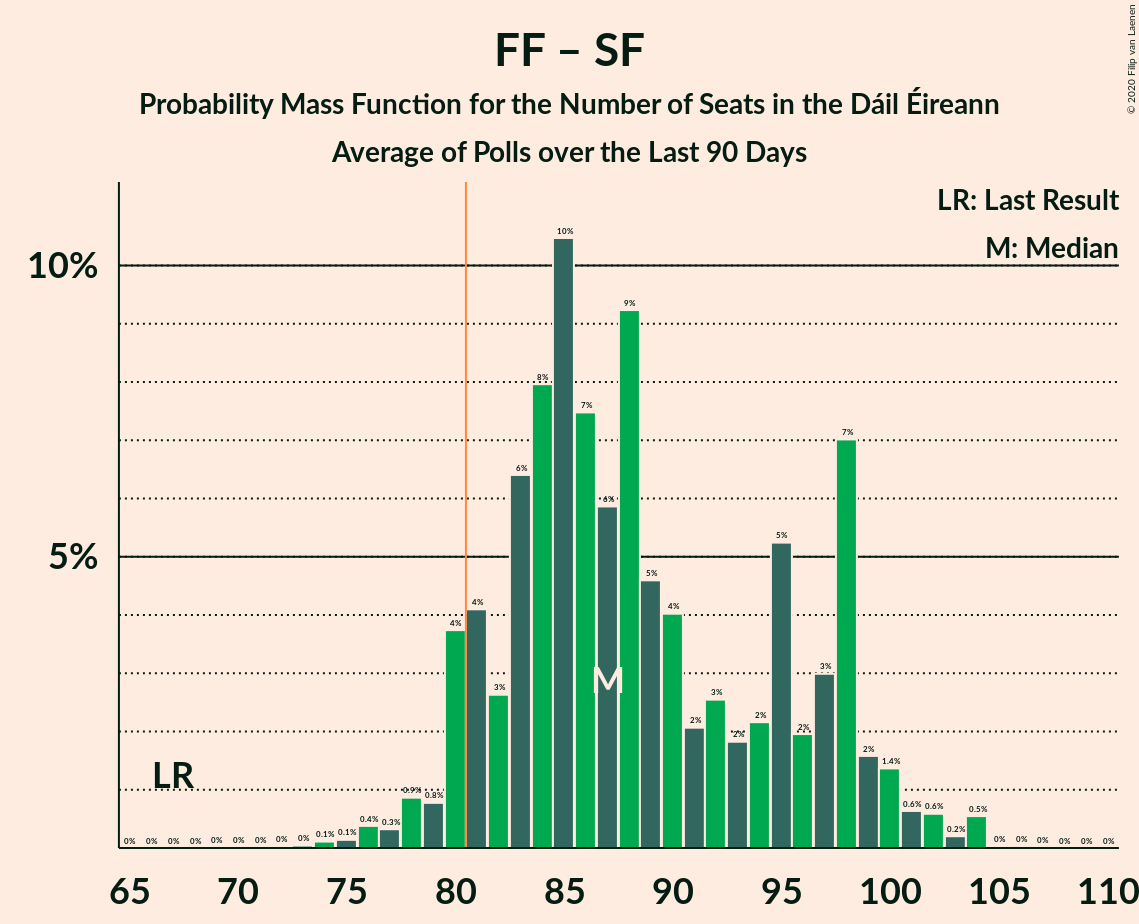 FF – SF
Probability Mass Function for the Number of Seats in the Dáil Éireann
Average of Polls over the Last 90 Days
© 2020 Filip van Laenen
LR: Last Result
M: Median
10%
5%
LR
M
0% 0% 0% 0% 0% 0% 0% 0% 0% 0.1% 0.1% 0.4% 0.3% 0.9% 0.8% 4% 4% 3% 6% 8% 10% 7% 6% 9% 5% 4% 2% 3% 2% 2% 5% 2% 3% 7% 2% 1.4% 0.6% 0.6% 0.2% 0.5% 0% 0% 0% 0% 0% 0%
65 70 75 80 85 90 95 100 105 110